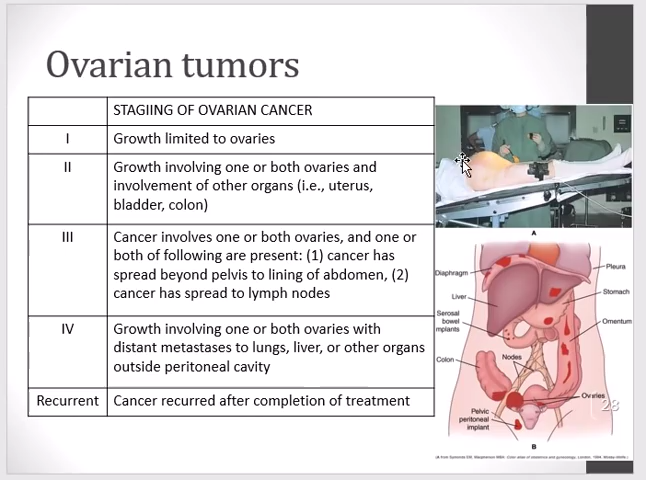 Ovarian tumors
STAGIING OF OVARIAN CANCER
I
Growth limited to ovaries
II
Growth involving one or both ovaries and
involvement of other organs (i.e., uterus,
bladder, colon)
III
Cancer involves one or both ovaries, and one or
both of following are present: (1) cancer has
spread beyond pelvis to lining of abdomen, (2)
cancer has spread to lymph nodes
IV
Growth involving one or both ovaries with
distant metastases to lungs, liver, or other organs
outside peritoneal cavity
Recurrent
Cancer recurred after completion of treatment
A
Diaphragm
Pleura
Liver
Stomach
Serosal
bowel
mplants
Omentum
Colon
Nodes
Ovaries
28
Pelvic
peritoneal
implant
B